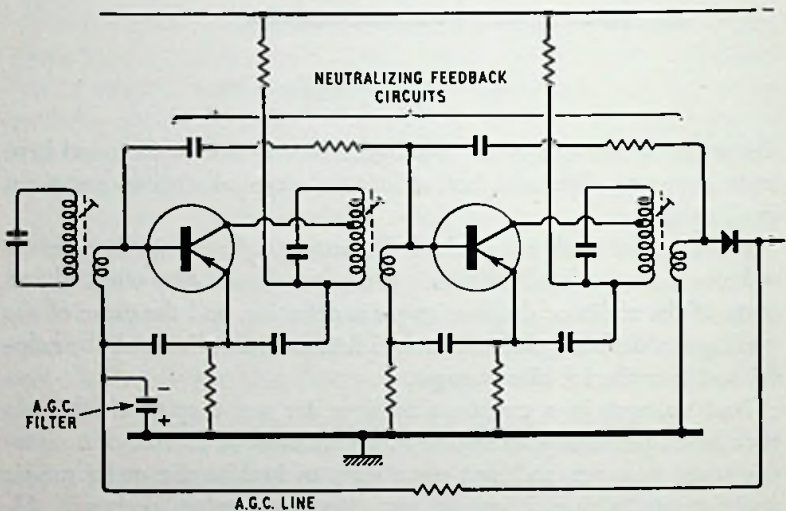 NEUTRALIZING FEEDBACK
CIRCUITS
A.G.C.
FILTER
−
+
A.G.C. LINE